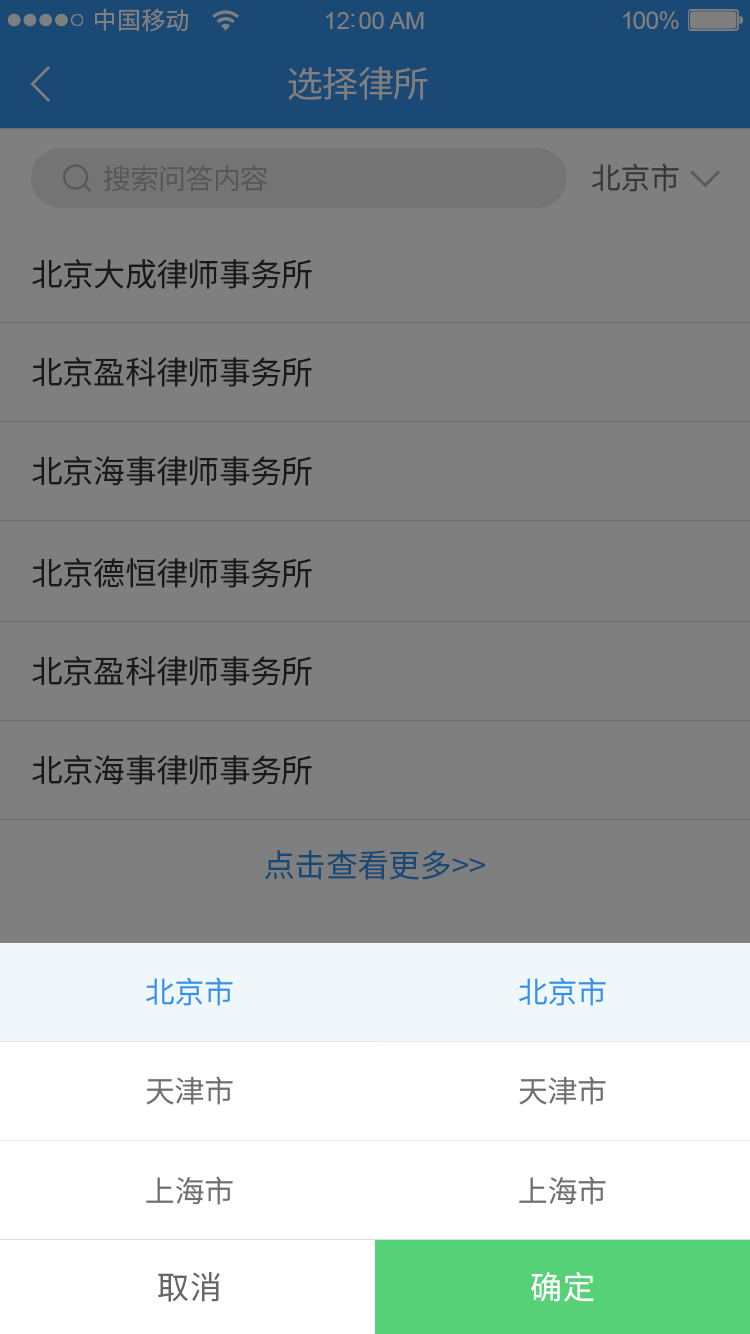 中国移动 12:00 AM 100%
选择律所
搜索问答内容 北京市
北京大成律师事务所
北京盈科律师事务所
北京海事律师事务所
北京德恒律师事务所
北京盈科律师事务所
北京海事律师事务所
点击查看更多>>
北京市 北京市
天津市 天津市
上海市 上海市
取消 确定